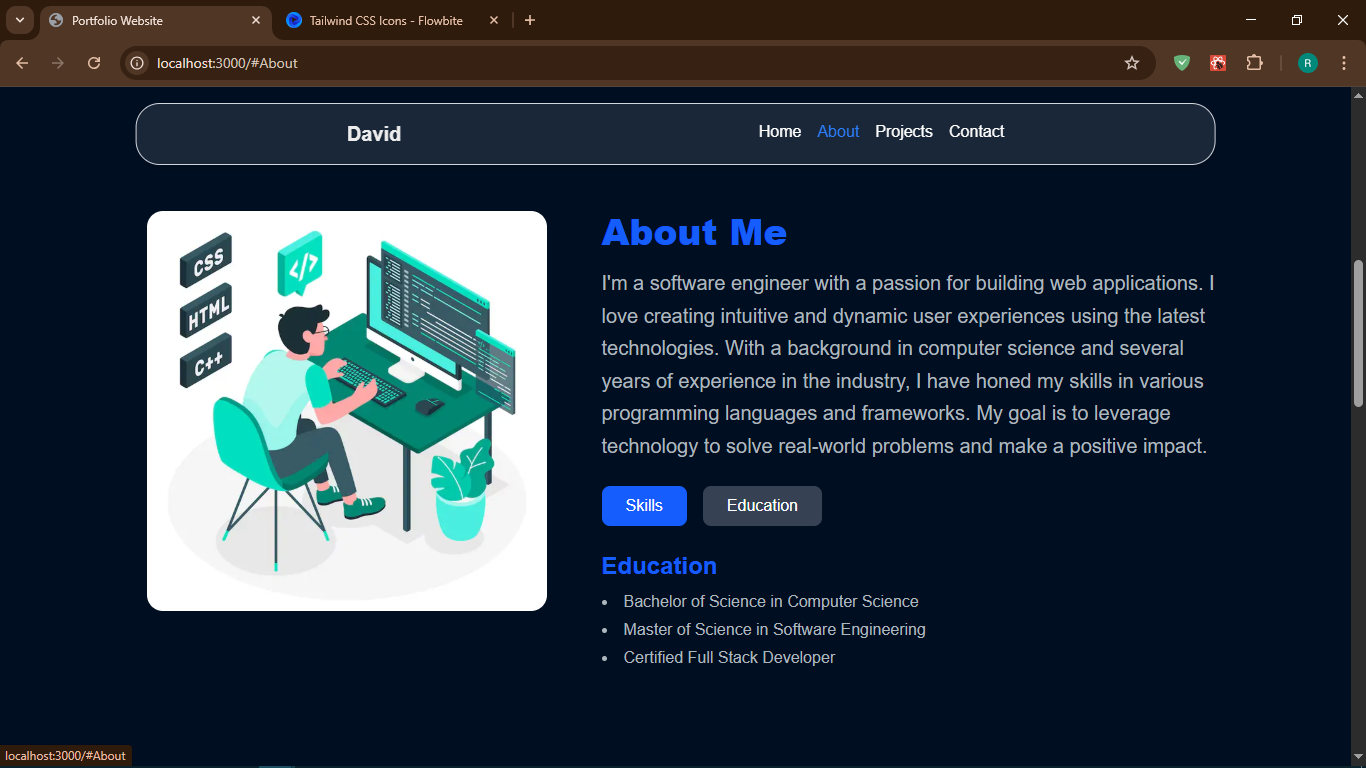 Portfolio Website
Tailwind CSS Icons - Flowbite
localhost:3000/#About
R
David
Home About Projects Contact
CSS
HTML
C++
</>
About Me
I'm a software engineer with a passion for building web applications. I
love creating intuitive and dynamic user experiences using the latest
technologies. With a background in computer science and several
years of experience in the industry, I have honed my skills in various
programming languages and frameworks. My goal is to leverage
technology to solve real-world problems and make a positive impact.
Skills Education
Education
• Bachelor of Science in Computer Science
• Master of Science in Software Engineering
• Certified Full Stack Developer
localhost:3000/#About